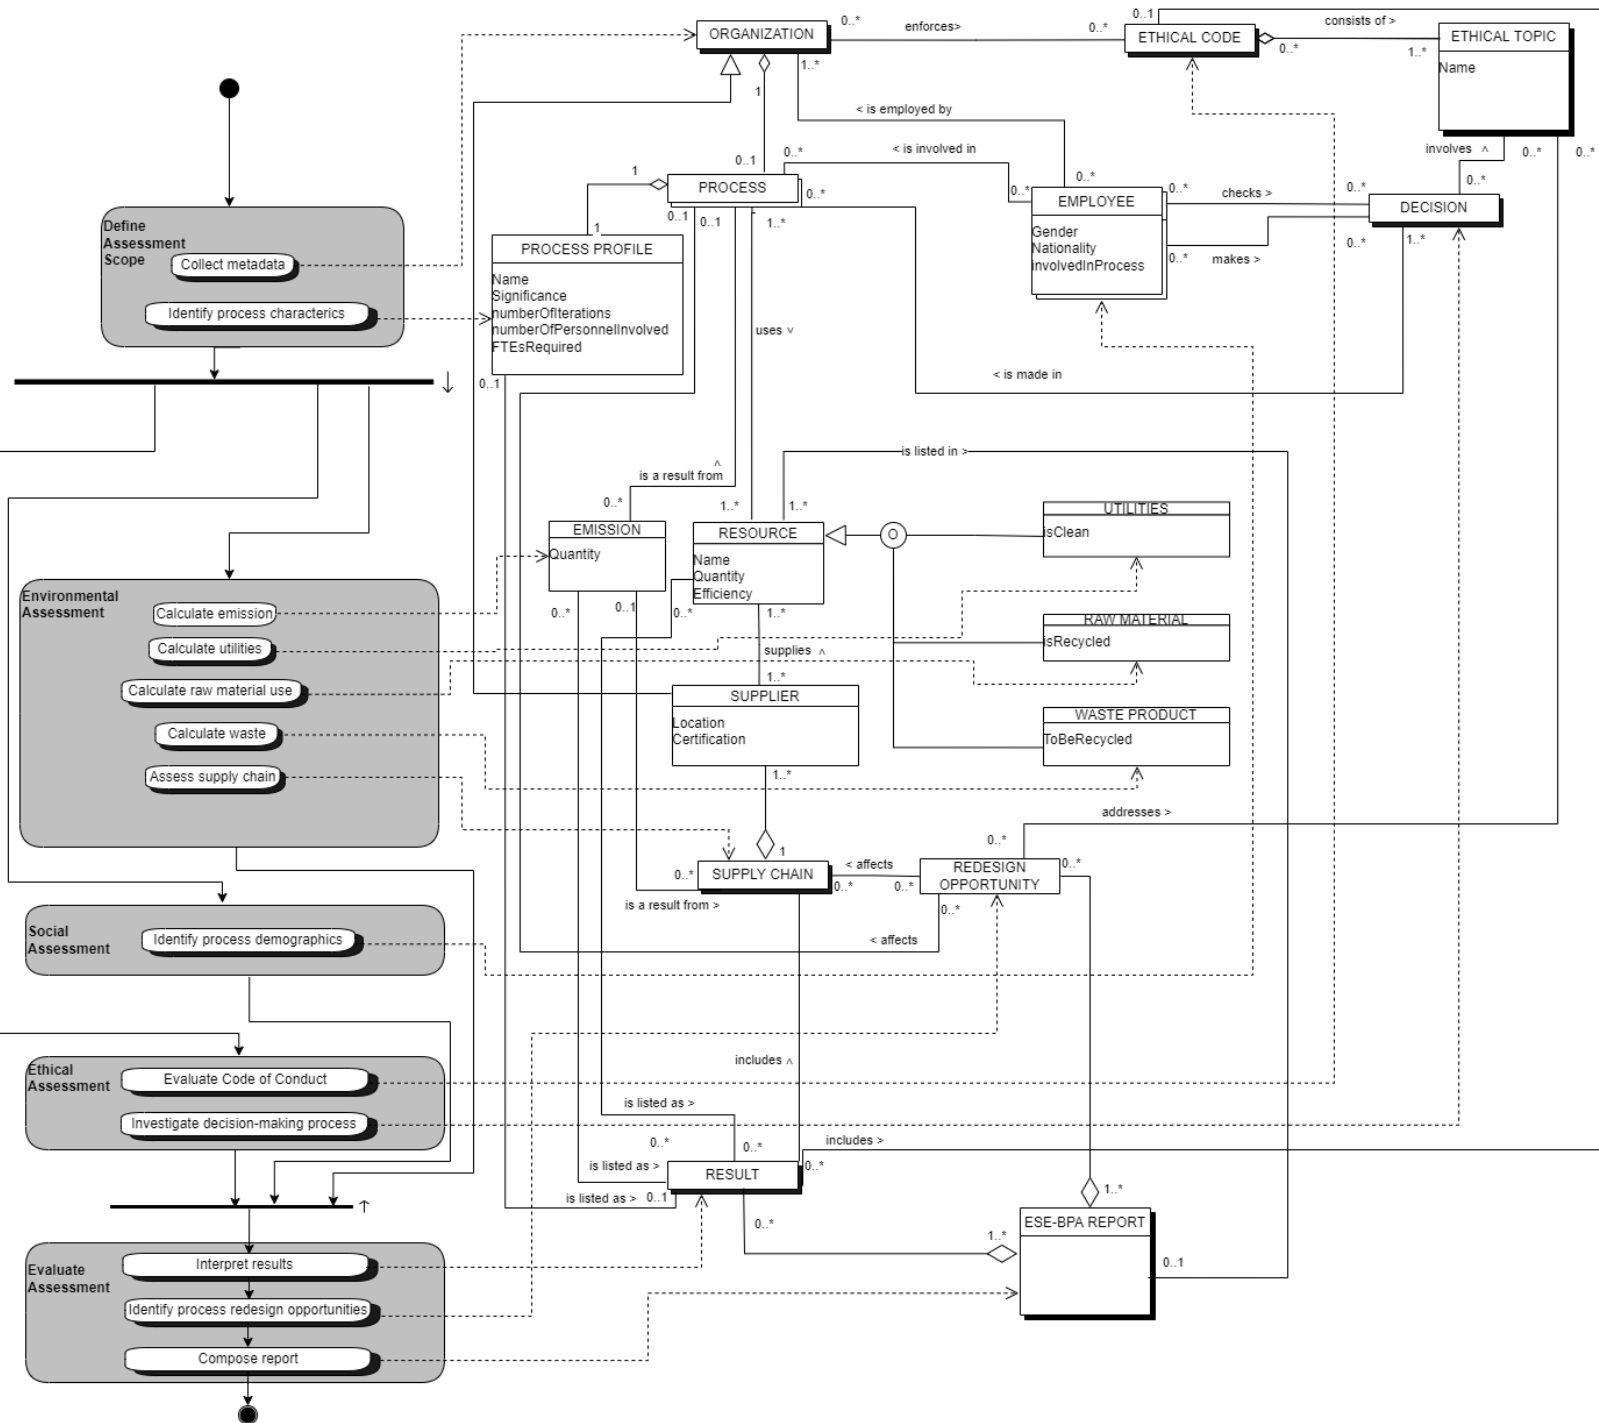 ORGANIZATION
0..*
enforces>
0..*
0..1
ETHICAL CODE
0..*
consists of >
1..*
ETHICAL TOPIC
Name
1
1..*
< is employed by
0..1
0..*
< is involved in
involves ^
0..*
0..*
1
PROCESS
0..*
0..*
0..*
0..*
checks >
0..*
0..*
0..1
0..1
1..*
EMPLOYEE
Gender
Nationality
involvedInProcess
0..*
makes >
0..*
1..*
DECISION
Define
Assessment
Scope
Collect metadata
Identify process characterics
1
PROCESS PROFILE
Name
Significance
numberOfIterations
numberOfPersonnelInvolved
FTEsRequired
0..1
uses v
< is made in
^
is a result from
0..*
1..*
1..*
is listed in >
EMISSION
Quantity
RESOURCE
Name
Quantity
Efficiency
O
UTILITIES
isClean
0..*
0..1
0..*
1..*
RAW MATERIAL
isRecycled
supplies ^
1..*
SUPPLIER
Location
Certification
1..*
WASTE PRODUCT
ToBeRecycled
Environmental
Assessment
Calculate emission
Calculate utilities
Calculate raw material use
Calculate waste
Assess supply chain
addresses >
0..*
1
0..*
SUPPLY CHAIN
0..*
< affects
0..*
REDESIGN
OPPORTUNITY
0..*
0..*
is a result from >
< affects
Social
Assessment
Identify process demographics
Ethical
Assessment
Evaluate Code of Conduct
Investigate decision-making process
includes ^
is listed as >
0..*
0..*
includes >
is listed as >
RESULT
0..*
is listed as >
0..1
0..*
1..*
1..*
ESE-BPA REPORT
0..1
Evaluate
Assessment
Interpret results
Identify process redesign opportunities
Compose report